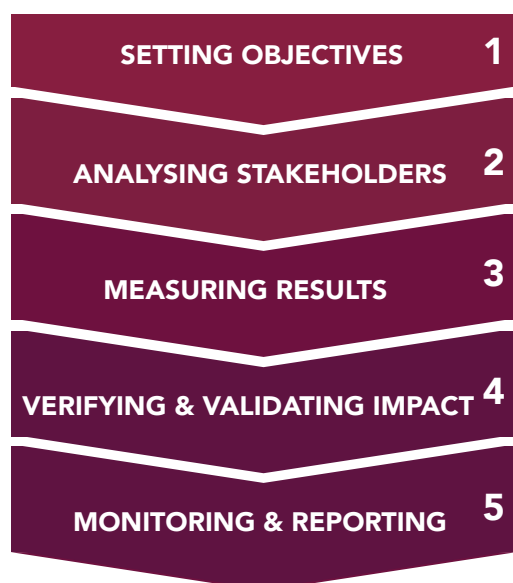 SETTING OBJECTIVES 1
ANALYSING STAKEHOLDERS 2
MEASURING RESULTS 3
VERIFYING & VALIDATING IMPACT 4
MONITORING & REPORTING 5